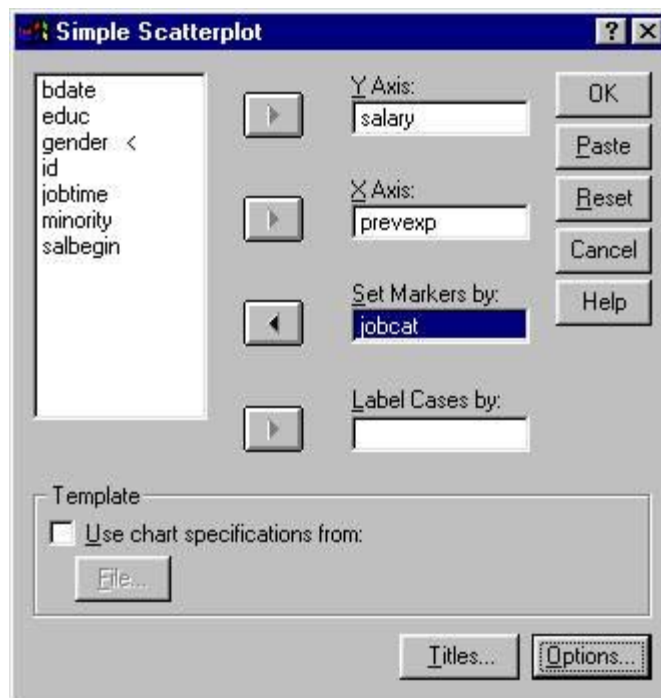 Simple Scatterplot
bdate
educ
gender <
id
jobtime
minority
salbegin
Y Axis:
salary
X Axis:
prevexp
Set Markers by:
jobcat
Label Cases by:
OK
Paste
Reset
Cancel
Help
Template
Use chart specifications from:
File...
Titles...
Options...